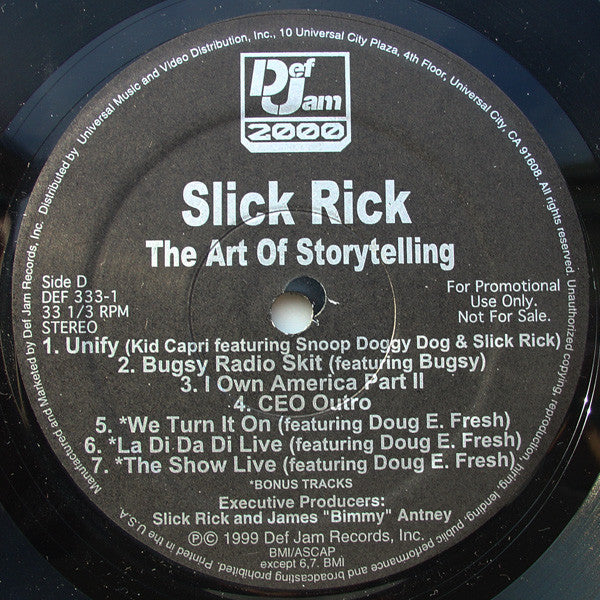 Manufactured and Marketed by Def Jam Records, Inc. Distributed by Universal Music and Video Distribution, Inc., 10 Universal City Plaza, 4th Floor, Universal City, CA 91608. All rights reserved. Unauthorized copying, reproduction, hiring, lending, public performance and broadcasting prohibited. Printed in the U.S.A
Def
Jam
2000
Slick Rick
The Art Of Storytelling
Side D
DEF 333-1
33 1/3 RPM
STEREO
For Promotional
Use Only.
Not For Sale.
1. Unify (Kid Capri featuring Snoop Doggy Dog & Slick Rick)
2. Bugsy Radio Skit (featuring Bugsy)
3. I Own America Part II
4. CEO Outro
5. *We Turn It On (featuring Doug E. Fresh)
6. *La Di Da Di Live (featuring Doug E. Fresh)
7. *The Show Live (featuring Doug E. Fresh)
*BONUS TRACKS
Executive Producers:
Slick Rick and James "Bimmy" Antney
℗© 1999 Def Jam Records, Inc.
BMI/ASCAP
except 6,7. BMI